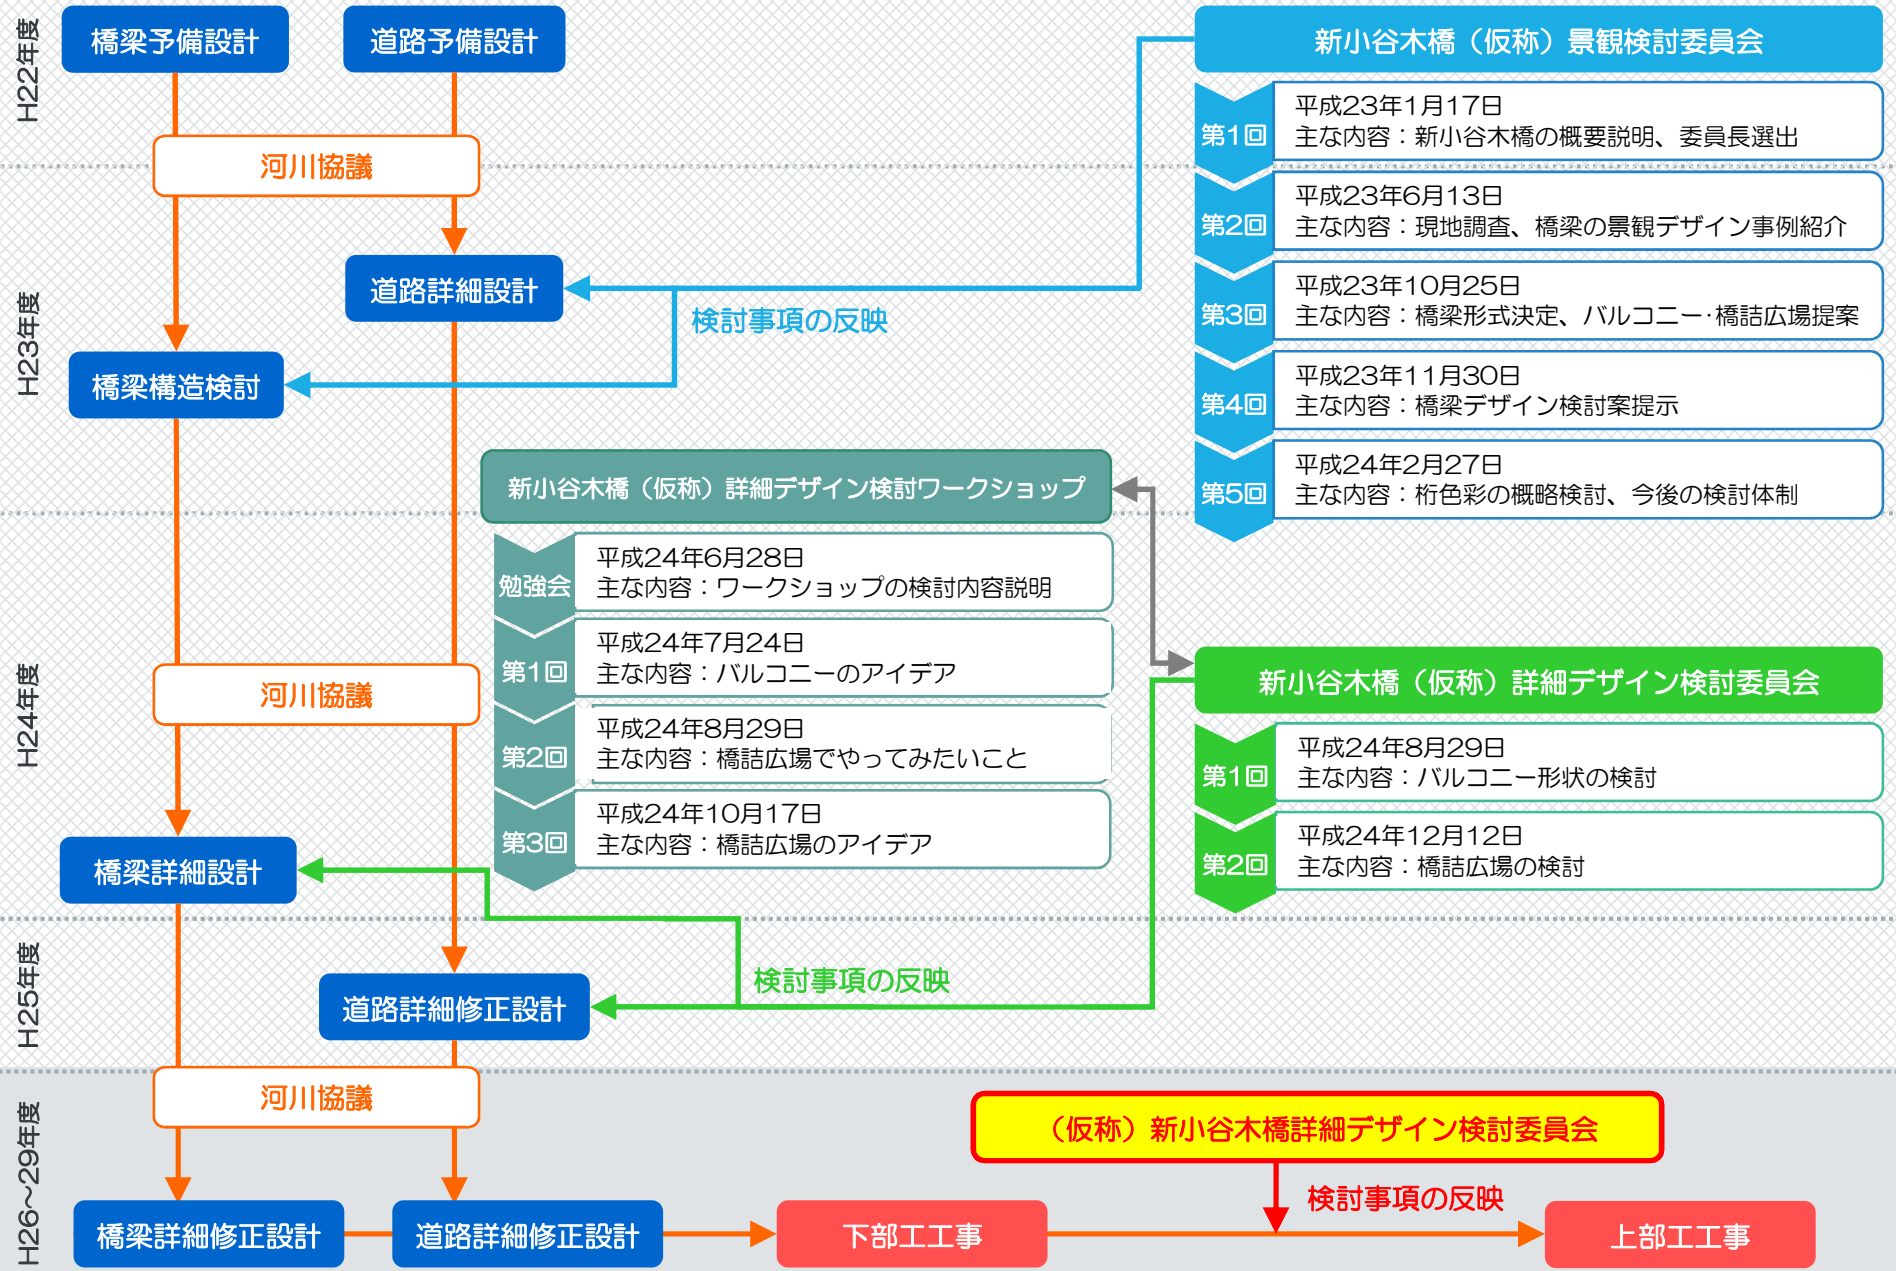 H22年度
橋梁予備設計
道路予備設計
河川協議
新小谷木橋（仮称）景観検討委員会
第1回
平成23年1月17日
主な内容：新小谷木橋の概要説明、委員長選出
第2回
平成23年6月13日
主な内容：現地調査、橋梁の景観デザイン事例紹介
第3回
平成23年10月25日
主な内容：橋梁形式決定、バルコニー・橋詰広場提案
第4回
平成23年11月30日
主な内容：橋梁デザイン検討案提示
第5回
平成24年2月27日
主な内容：桁色彩の概略検討、今後の検討体制
H23年度
道路詳細設計
検討事項の反映
橋梁構造検討
新小谷木橋（仮称）詳細デザイン検討ワークショップ
勉強会
平成24年6月28日
主な内容：ワークショップの検討内容説明
第1回
平成24年7月24日
主な内容：バルコニーのアイデア
第2回
平成24年8月29日
主な内容：橋詰広場でやってみたいこと
第3回
平成24年10月17日
主な内容：橋詰広場のアイデア
H24年度
河川協議
橋梁詳細設計
新小谷木橋（仮称）詳細デザイン検討委員会
第1回
平成24年8月29日
主な内容：バルコニー形状の検討
第2回
平成24年12月12日
主な内容：橋詰広場の検討
H25年度
検討事項の反映
道路詳細修正設計
河川協議
H26～29年度
（仮称）新小谷木橋詳細デザイン検討委員会
検討事項の反映
橋梁詳細修正設計
道路詳細修正設計
下部工工事
上部工工事